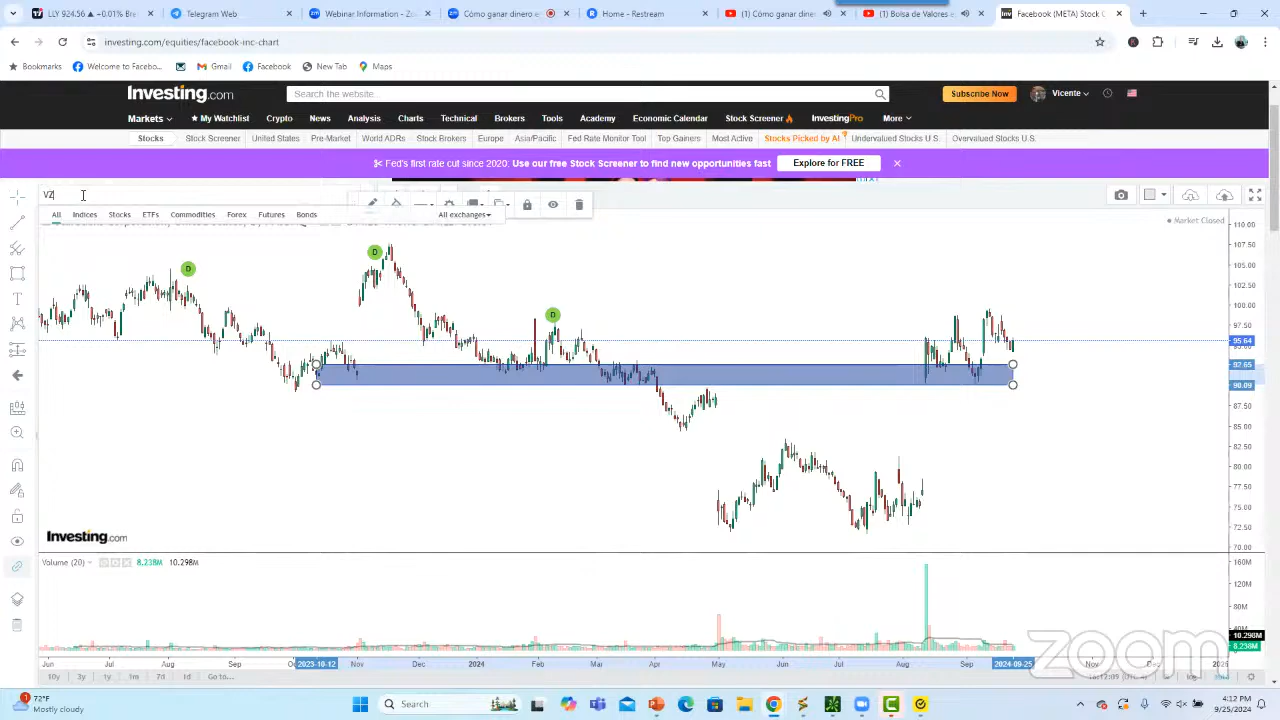 LLY 924.56 ▲ +0.01% Bre
Telegram Web
Webinar Information - Zoo
Cómo ganar dinero e
Home - Restream
(1) Cómo ganar diner
(1) Bolsa de Valores e
Facebook (META) Stock C
investing.com/equities/facebook-inc-chart
Bookmarks
Welcome to Facebo...
Gmail
Facebook
New Tab
Maps
Investing.com
Search the website...
Subscribe Now
Vicente
Markets
My Watchlist
Crypto
News
Analysis
Charts
Technical
Brokers
Tools
Academy
Economic Calendar
Stock Screener
InvestingPro
More
Stocks
Stock Screener
United States
Pre-Market
World ADRs
Stock Brokers
Europe
Asia/Pacific
Fed Rate Monitor Tool
Top Gainers
Most Active
Stocks Picked by AI
Undervalued Stocks U.S.
Overvalued Stocks U.S.
Fed's first rate cut since 2020: Use our free Stock Screener to find new opportunities fast
Explore for FREE
VZ
All
Indices
Stocks
ETFs
Commodities
Forex
Futures
Bonds
All exchanges
Market Closed
D
D
D
110.00
107.50
105.00
102.50
100.00
97.50
95.64
92.65
90.09
87.50
85.00
82.50
80.00
77.50
75.00
72.50
70.00
Investing.com
Volume (20)
8.238M
10.298M
160M
120M
80M
10.298M
8.238M
Jun
Jul
Aug
Sep
2023-10-12
Nov
Dec
2024
Feb
Mar
Apr
May
Jun
Jul
Aug
Sep
2024-09-25
Nov
Dec
10y
3y
1y
1m
7d
1d
Go to...
zoom
72°F
Mostly cloudy
Search
4:12 PM
9/25/2024